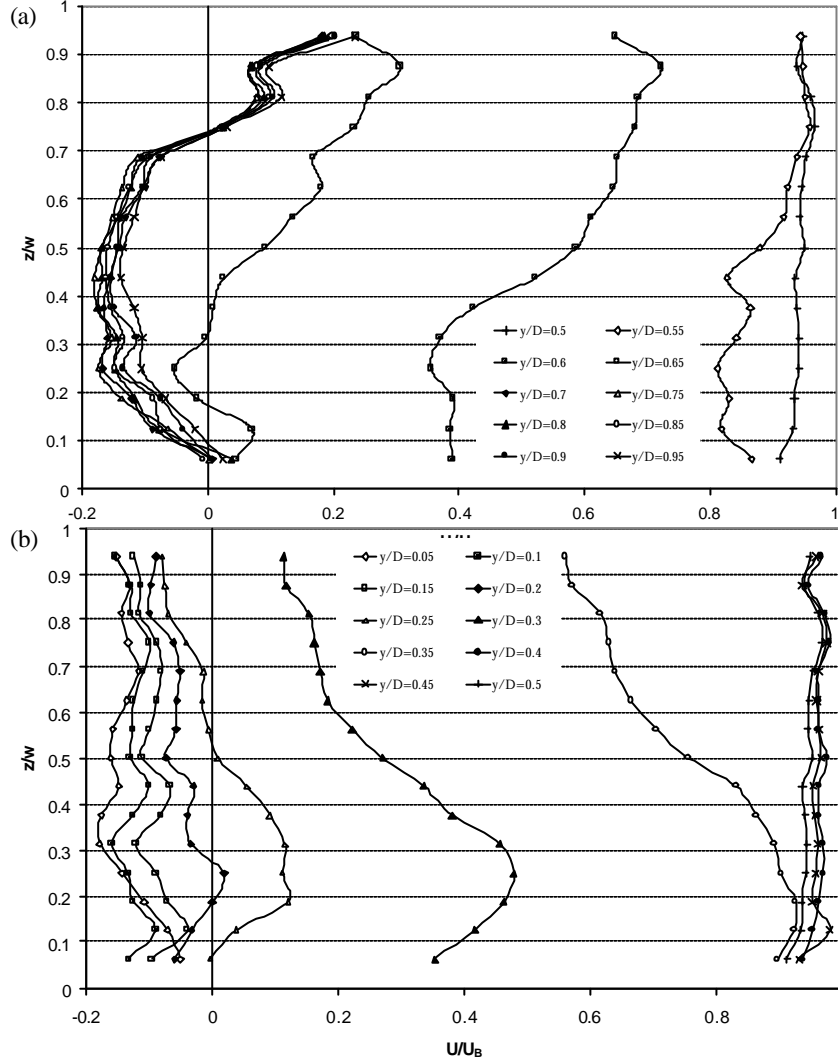 (a)
1
0.9
0.8
0.7
0.6
0.5
0.4
0.3
0.2
0.1
0
z/w
y/D=0.5 y/D=0.55
y/D=0.6 y/D=0.65
y/D=0.7 y/D=0.75
y/D=0.8 y/D=0.85
y/D=0.9 y/D=0.95
-0.2 0 0.2 0.4 0.6 0.8 1
(b)
1
0.9
0.8
0.7
0.6
0.5
0.4
0.3
0.2
0.1
0
z/w
y/D=0.05 y/D=0.1
y/D=0.15 y/D=0.2
y/D=0.25 y/D=0.3
y/D=0.35 y/D=0.4
y/D=0.45 y/D=0.5
-0.2 0 0.2 0.4 0.6 0.8
U/U_B